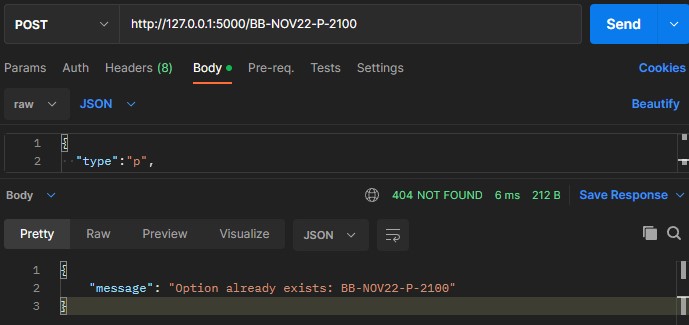 POST http://127.0.0.1:5000/BB-NOV22-P-2100 Send
Params Auth Headers (8) Body Pre-req. Tests Settings Cookies
raw JSON Beautify
1 {
2 "type":"p",
Body 404 NOT FOUND 6 ms 212 B Save Response
Pretty Raw Preview Visualize JSON
1 {
2 "message": "Option already exists: BB-NOV22-P-2100"
3 }